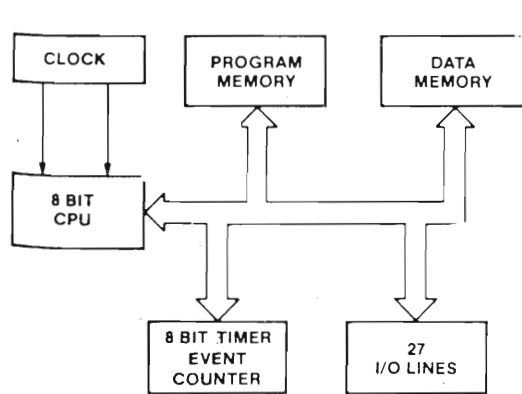 CLOCK
PROGRAM
MEMORY
DATA
MEMORY
8 BIT
CPU
8 BIT TIMER
EVENT
COUNTER
27
I/O LINES